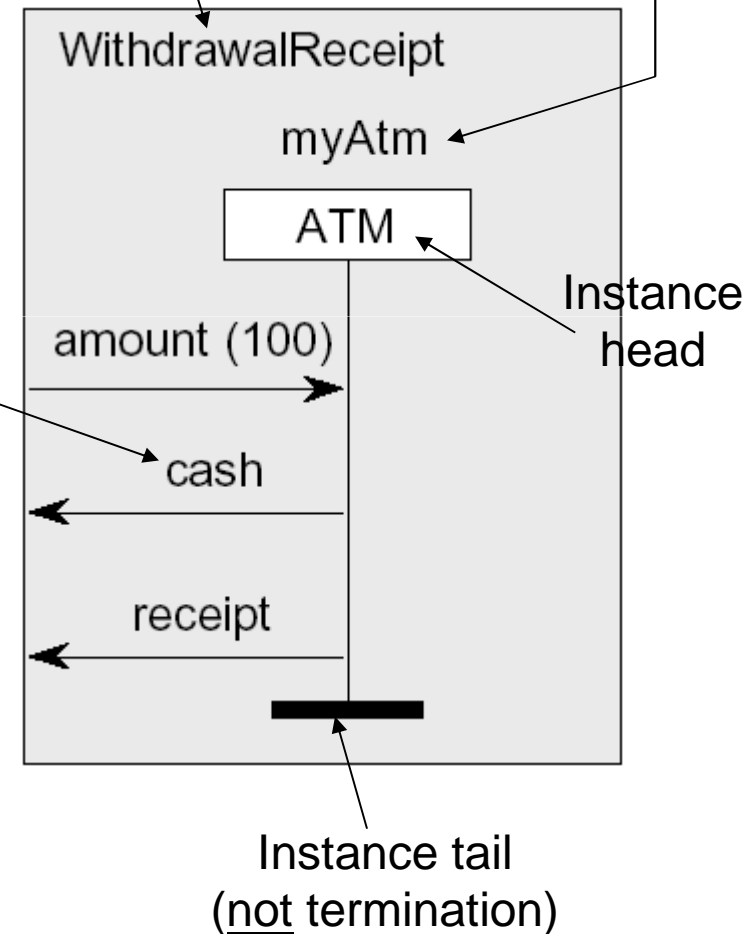 WithdrawalReceipt
myAtm
ATM
Instance
head
amount (100)
cash
receipt
Instance tail
(not termination)